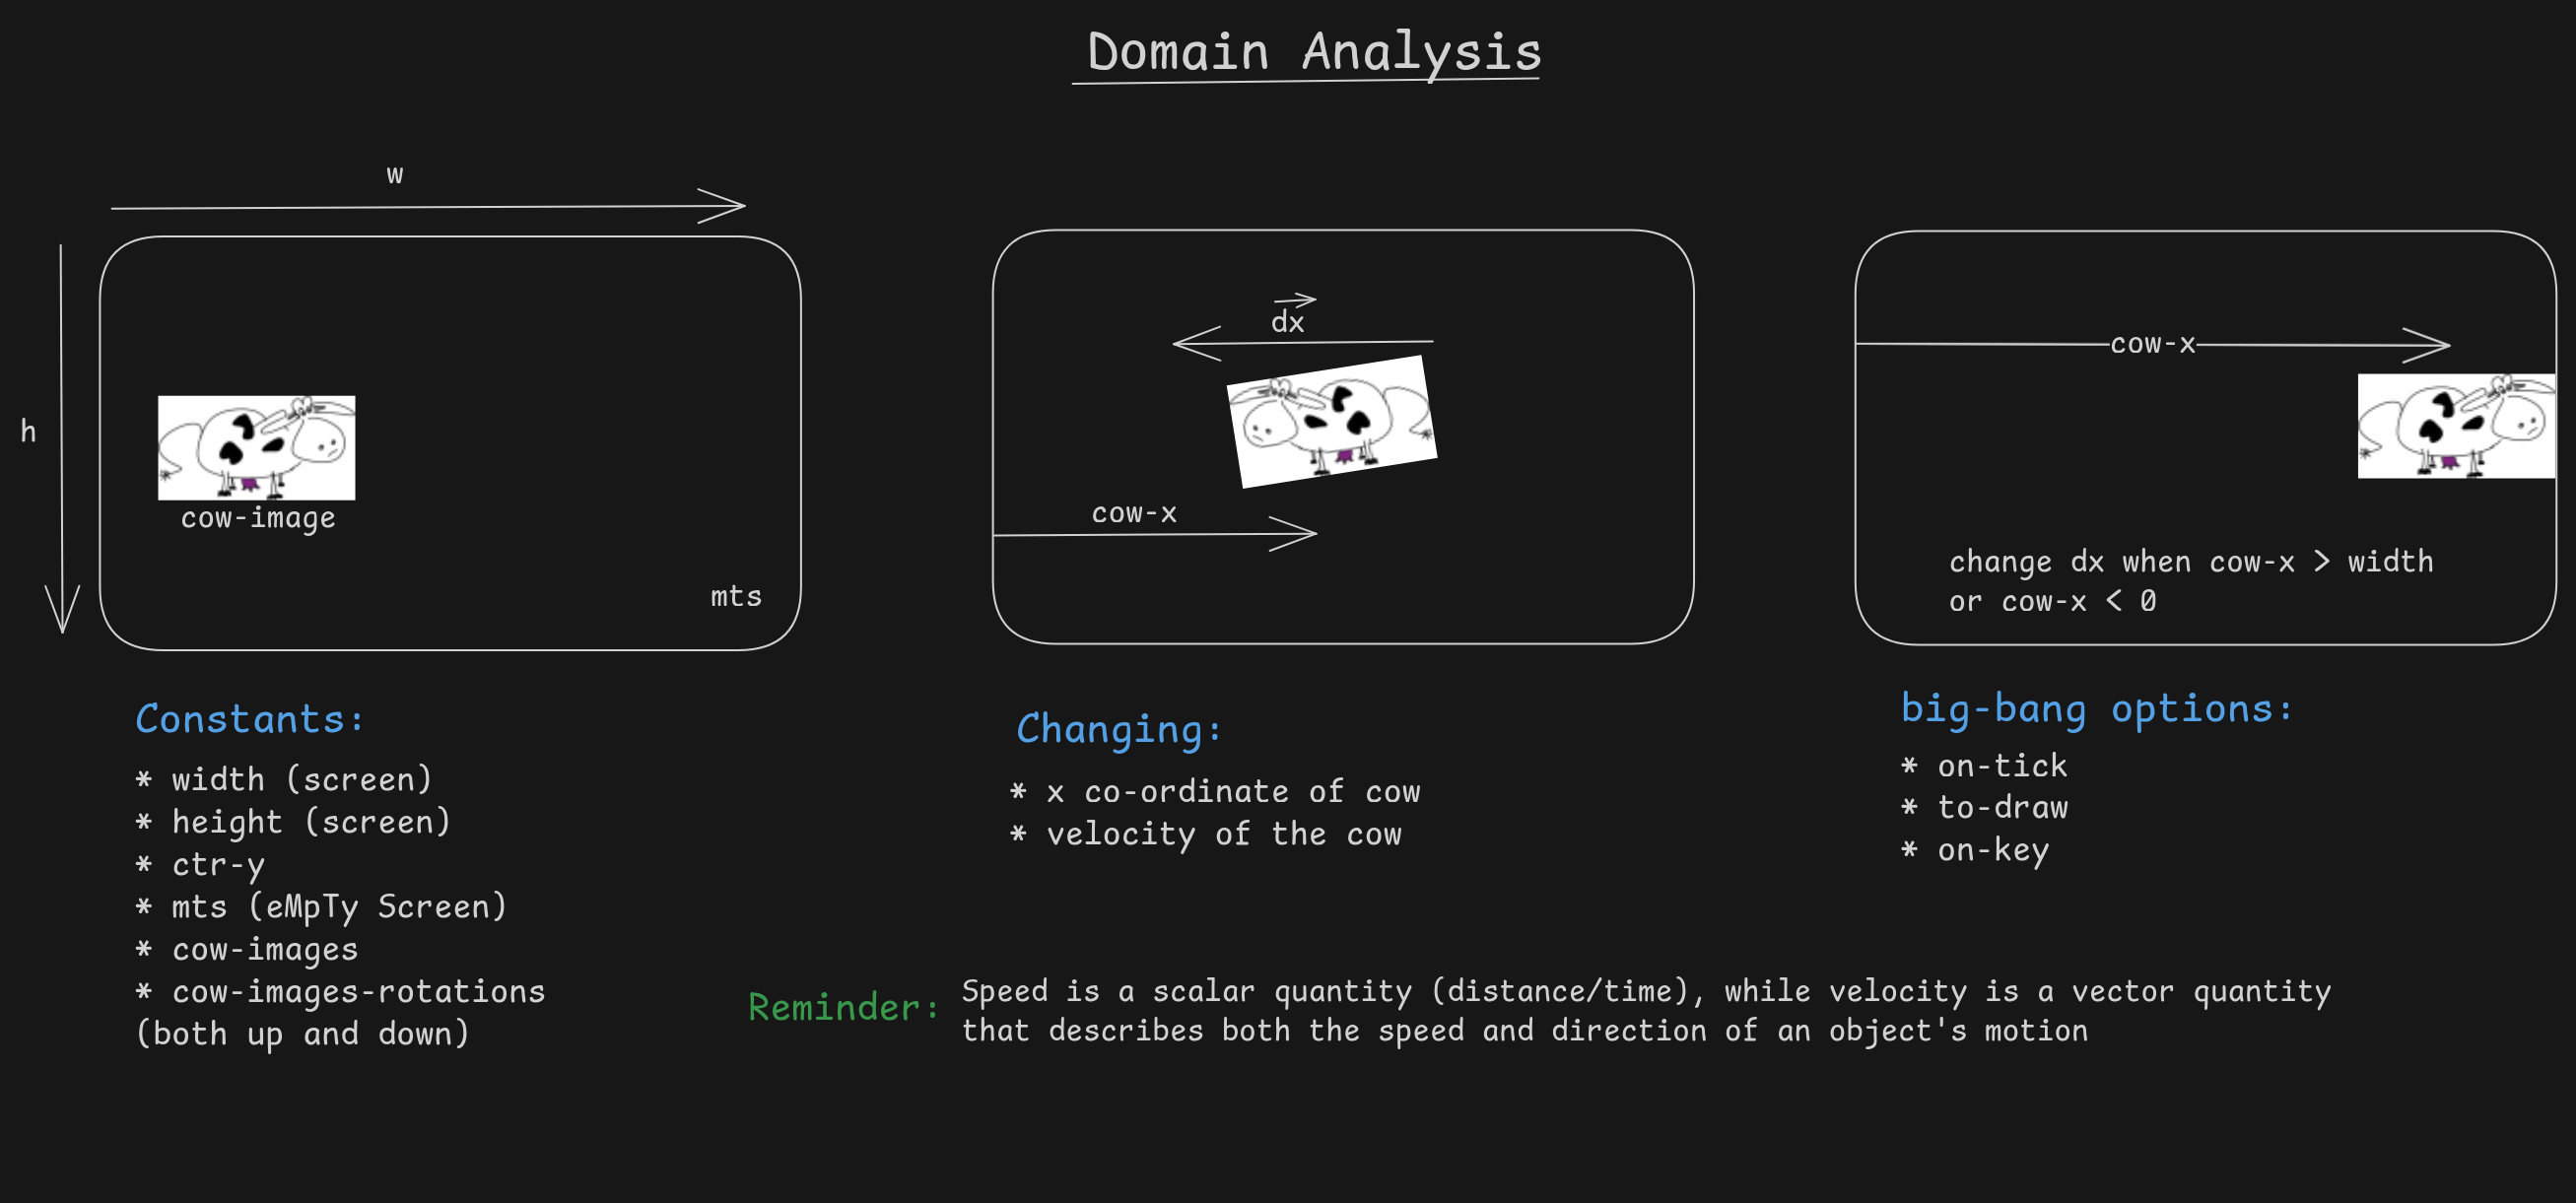 Domain Analysis
w
h
cow-image
mts
dx
cow-x
cow-x
change dx when cow-x > width
or cow-x < 0
Constants:
* width (screen)
* height (screen)
* ctr-y
* mts (eMpTy Screen)
* cow-images
* cow-images-rotations
(both up and down)
Changing:
* x co-ordinate of cow
* velocity of the cow
big-bang options:
* on-tick
* to-draw
* on-key
Reminder:
Speed is a scalar quantity (distance/time), while velocity is a vector quantity
that describes both the speed and direction of an object's motion